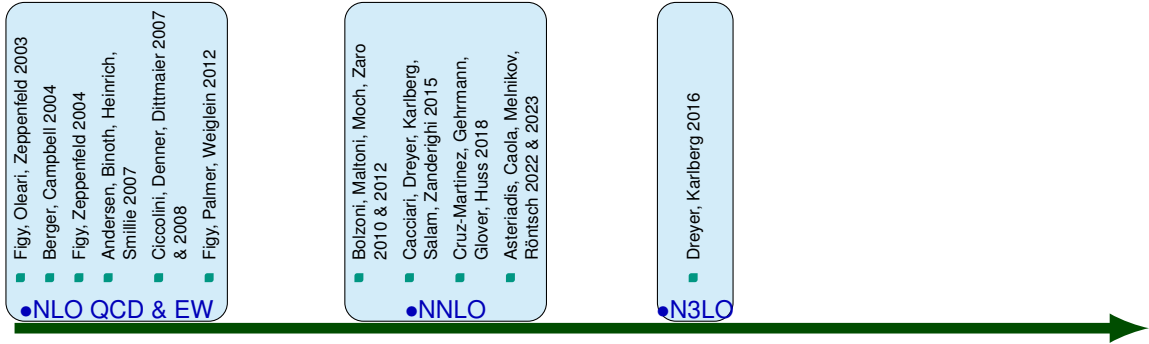 Figy, Oleari, Zeppenfeld 2003
Berger, Campbell 2004
Figy, Zeppenfeld 2004
Andersen, Binoth, Heinrich,
Smillie 2007
Ciccolini, Denner, Dittmaier 2007
& 2008
Figy, Palmer, Weiglein 2012
•NLO QCD & EW
Bolzoni, Maltoni, Moch, Zaro
2010 & 2012
Cacciari, Dreyer, Karlberg,
Salam, Zanderighi 2015
Cruz-Martinez, Gehrmann,
Glover, Huss 2018
Asteriadis, Caola, Melnikov,
Röntsch 2022 & 2023
•NNLO
Dreyer, Karlberg 2016
•N3LO